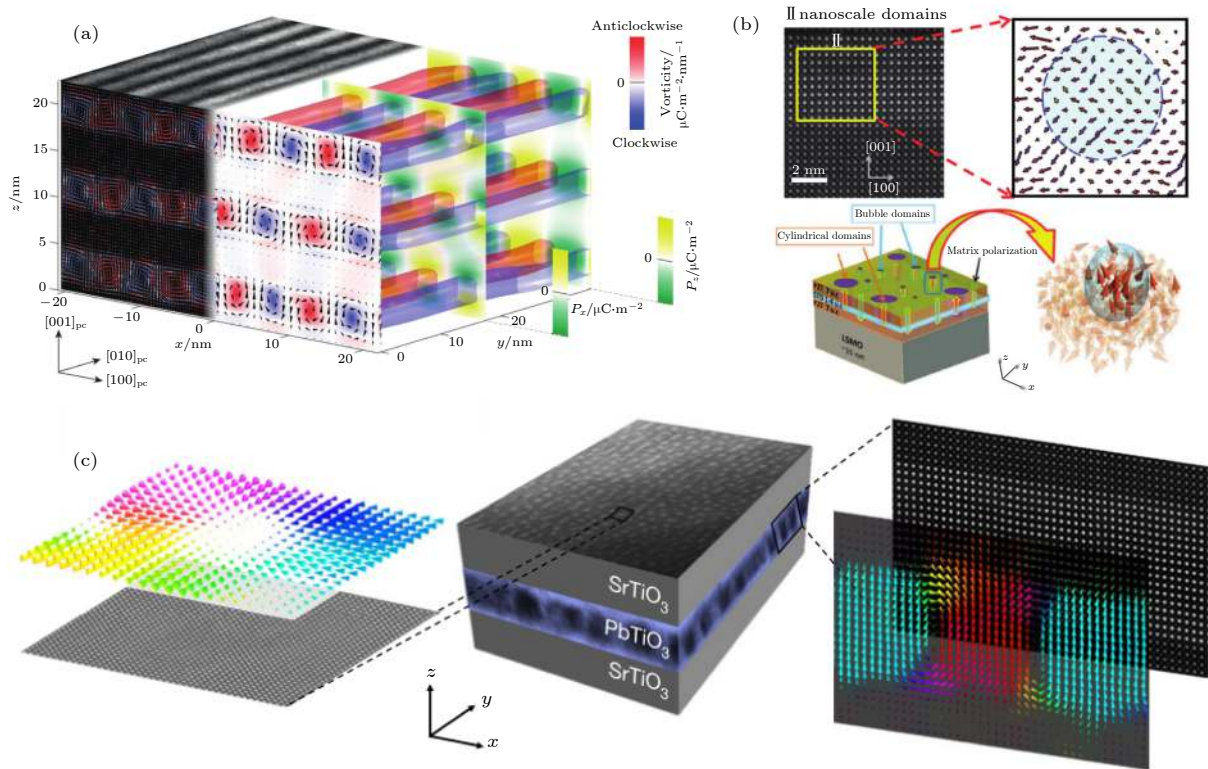 (a)
Anticlockwise
0
Vorticity/
μC·m⁻²·nm⁻¹
Clockwise
z/nm
20
15
10
5
0
−20
−10
0
10
20
x/nm
0
10
20
y/nm
0
P_x/μC·m⁻²
0
P_z/μC·m⁻²
[001]pc
[010]pc
[100]pc
(b)
Ⅱ nanoscale domains
Ⅱ
[001]
[100]
2 nm
Bubble domains
Cylindrical domains
Matrix polarization
LSMO
z
y
x
(c)
SrTiO₃
PbTiO₃
SrTiO₃
z
y
x